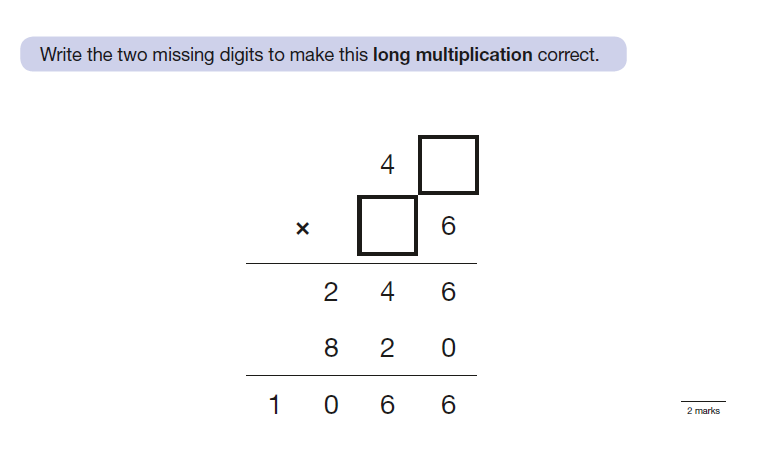 Write the two missing digits to make this long multiplication correct.
4
× 6
2 4 6
8 2 0
1 0 6 6
2 marks